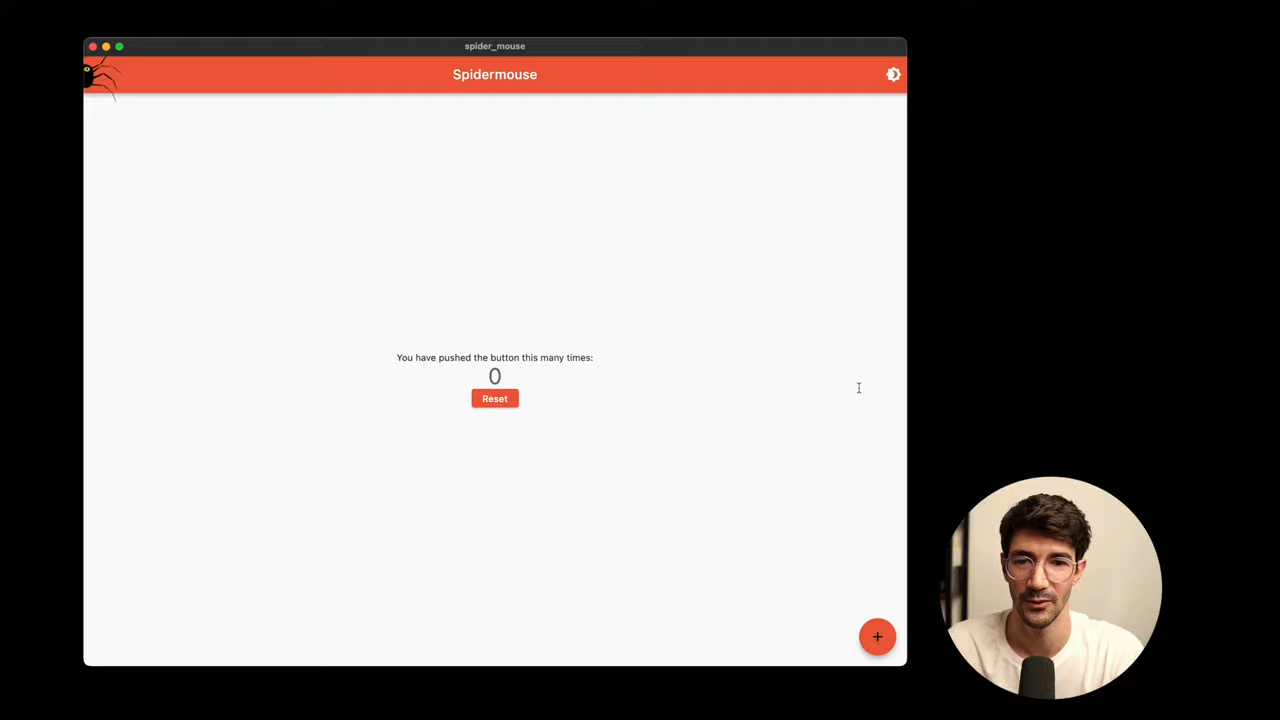 spider_mouse
Spidermouse
You have pushed the button this many times:
0
Reset
+